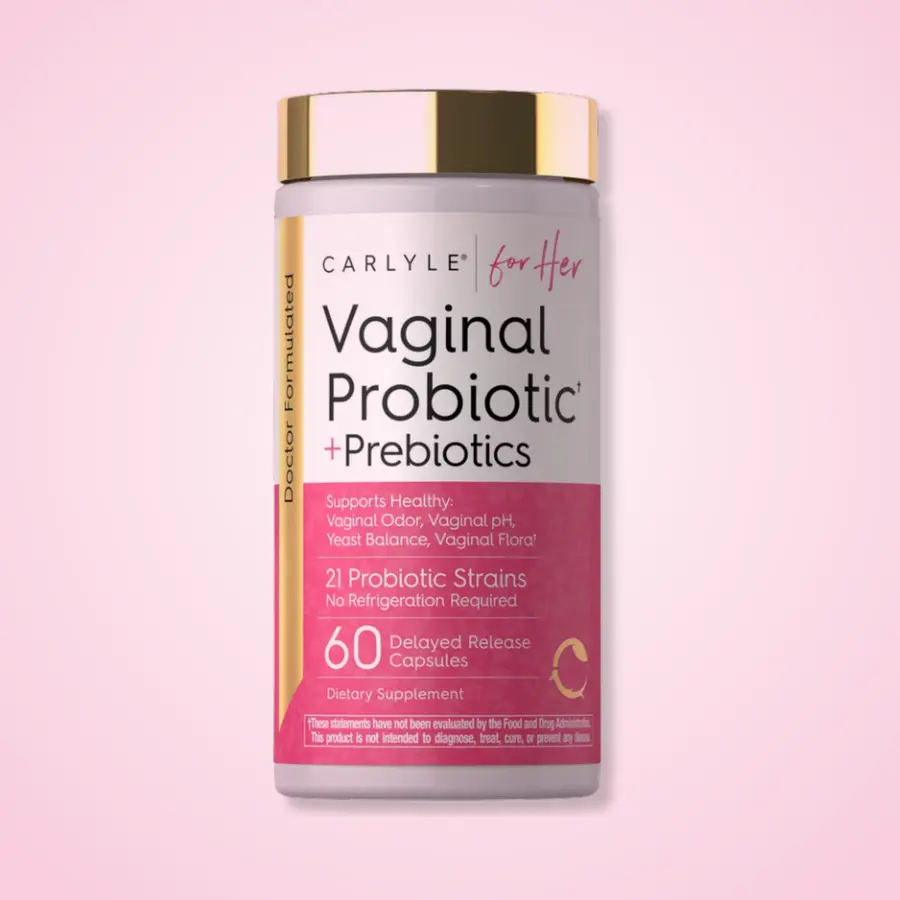 Doctor Formulated
CARLYLE® for Her
Vaginal
Probiotic†
+Prebiotics
Supports Healthy:
Vaginal Odor, Vaginal pH,
Yeast Balance, Vaginal Flora†
21 Probiotic Strains
No Refrigeration Required
60 Delayed Release
Capsules
Dietary Supplement
†These statements have not been evaluated by the Food and Drug Administration.
This product is not intended to diagnose, treat, cure, or prevent any disease.